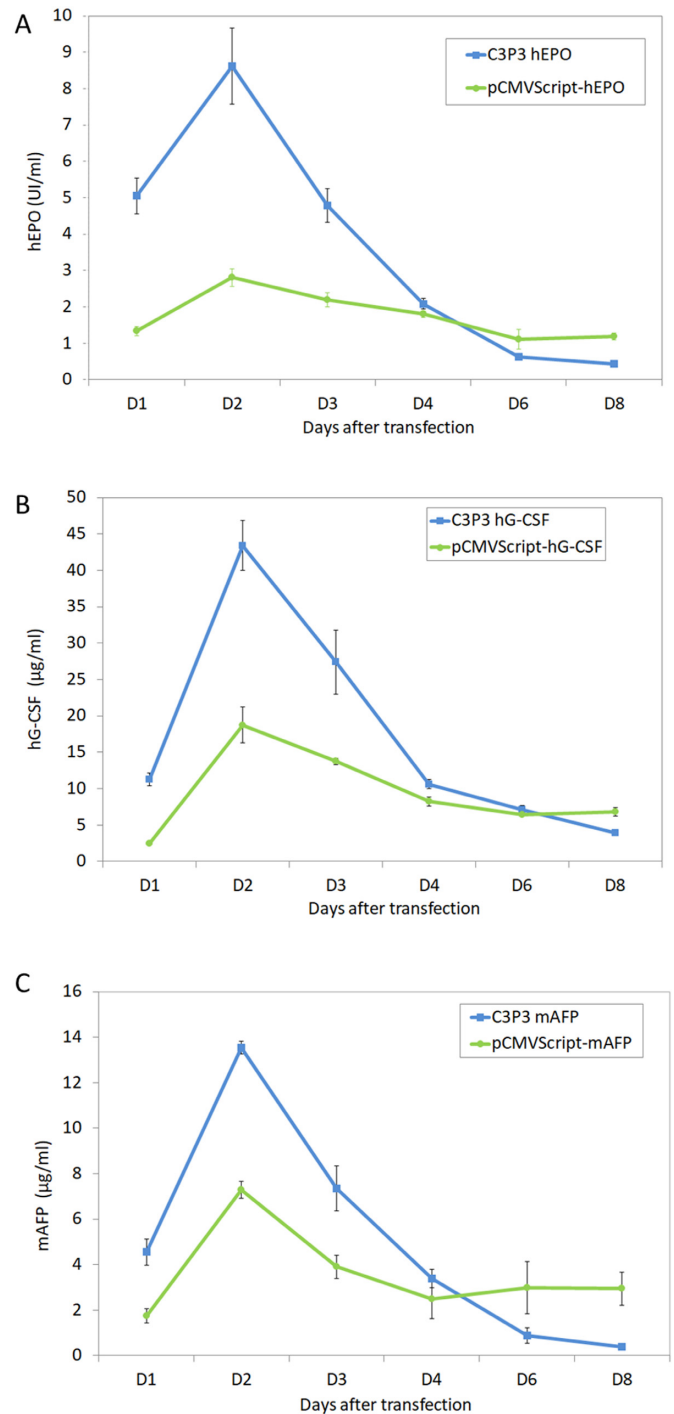 A
10
9
8
7
6
5
4
3
2
1
0
hEPO (UI/ml)
C3P3 hEPO
pCMVScript-hEPO
D1 D2 D3 D4 D6 D8
Days after transfection
B
50
45
40
35
30
25
20
15
10
5
0
hG-CSF (µg/ml)
C3P3 hG-CSF
pCMVScript-hG-CSF
D1 D2 D3 D4 D6 D8
Days after transfection
C
16
14
12
10
8
6
4
2
0
mAFP (µg/ml)
C3P3 mAFP
pCMVScript-mAFP
D1 D2 D3 D4 D6 D8
Days after transfection